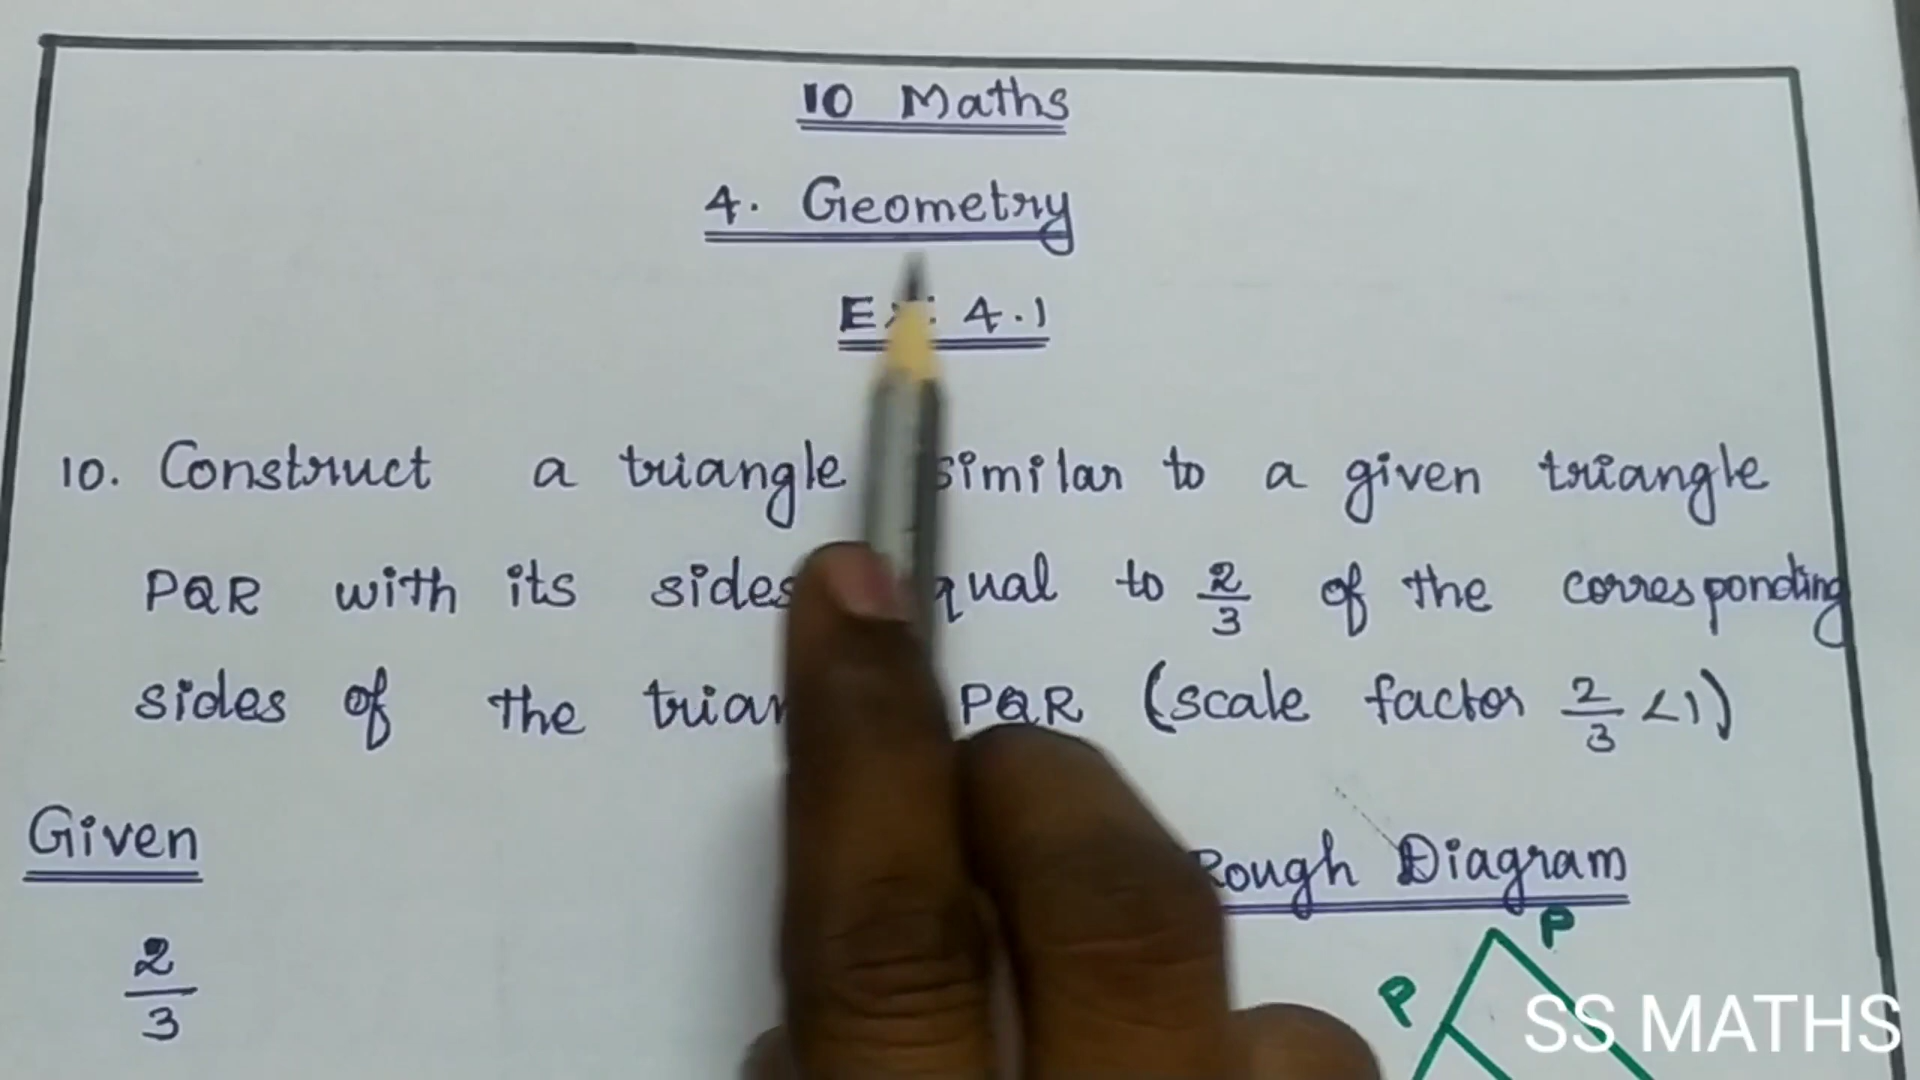 10 Maths
4. Geometry
Ex: 4.1
10. Construct a triangle similar to a given triangle
PQR with its sides equal to 2/3 of the corresponding
sides of the PQR (scale factor 2/3 <1)
Given
Rough Diagram
2/3
P
P
SS MATHS